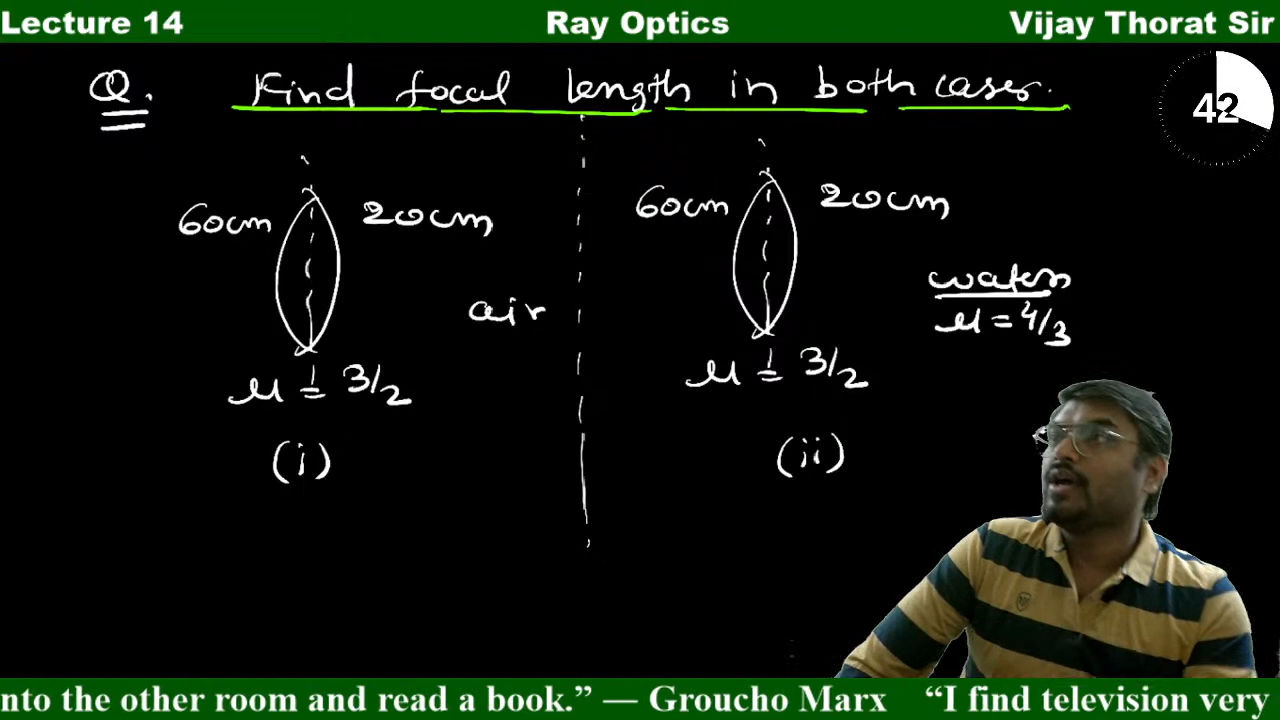 Lecture 14 Ray Optics Vijay Thorat Sir
Q. Find focal length in both cases.
42
60cm 20cm
air
μ = 3/2
(i)
60cm 20cm
water
μ = 4/3
μ = 3/2
(ii)
nto the other room and read a book.” — Groucho Marx “I find television very